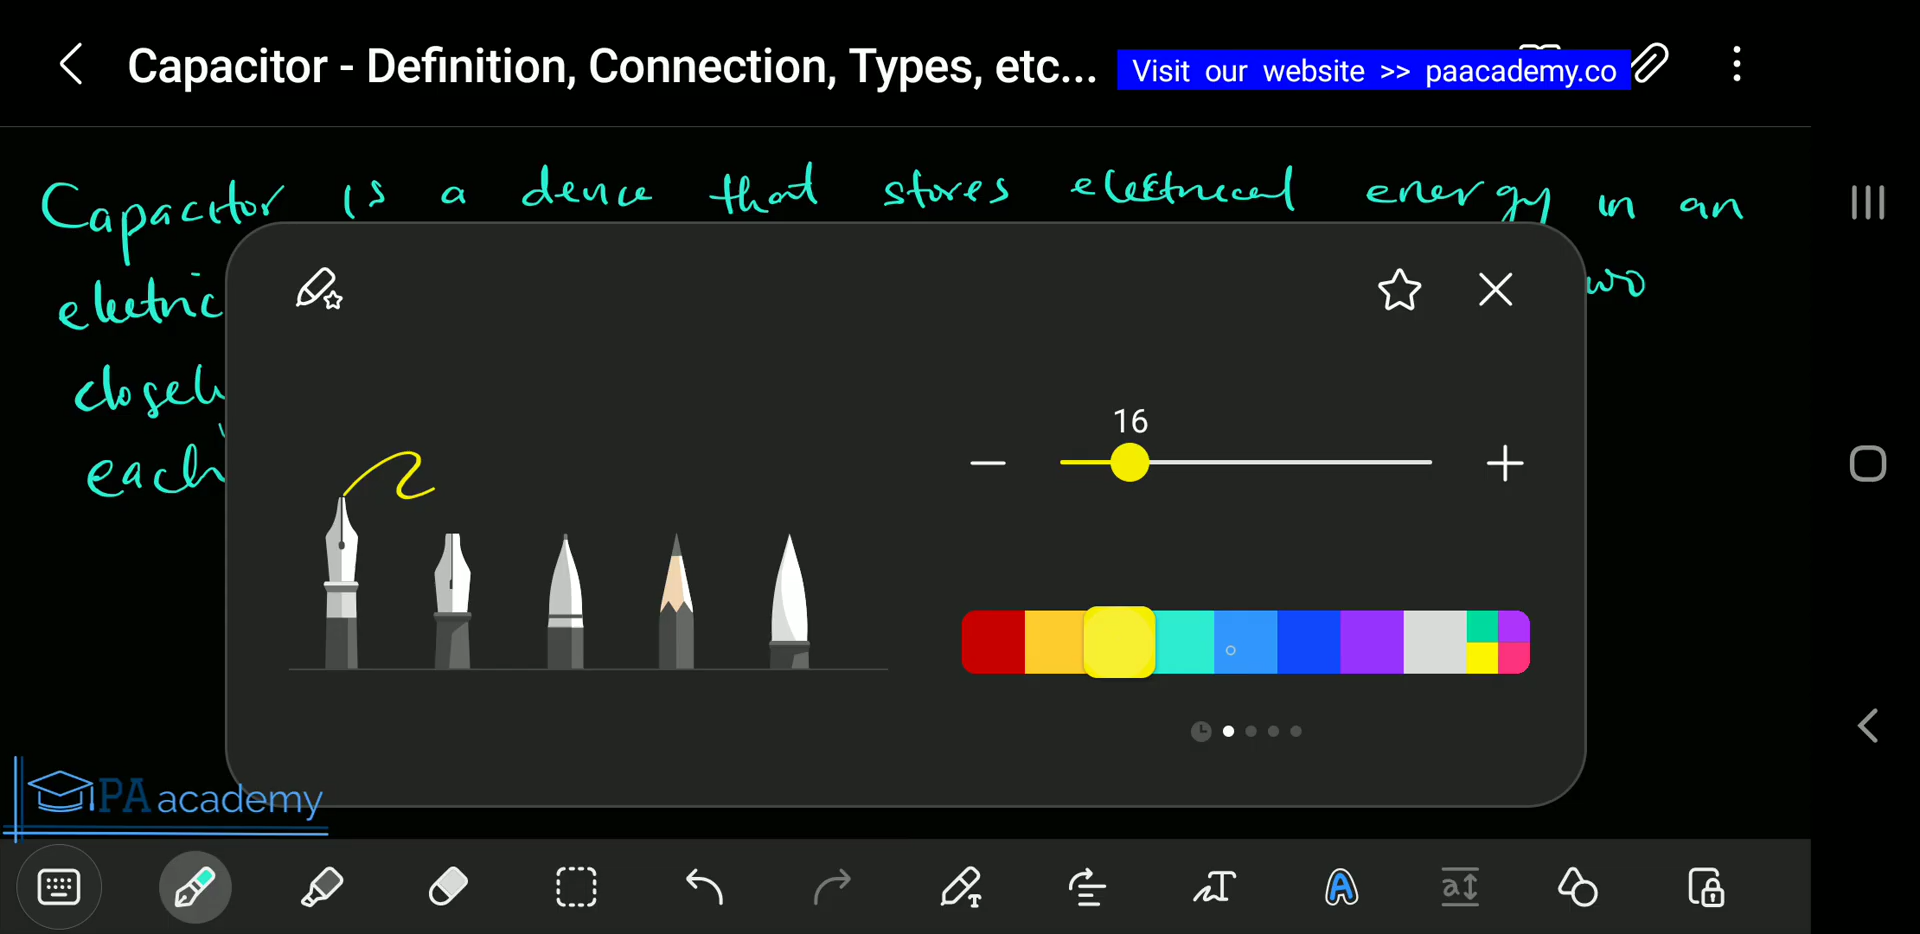 Capacitor - Definition, Connection, Types, etc...
Visit our website >> paacademy.co
Capacitor is a device that stores electrical energy in an
electric
each
16
PA academy